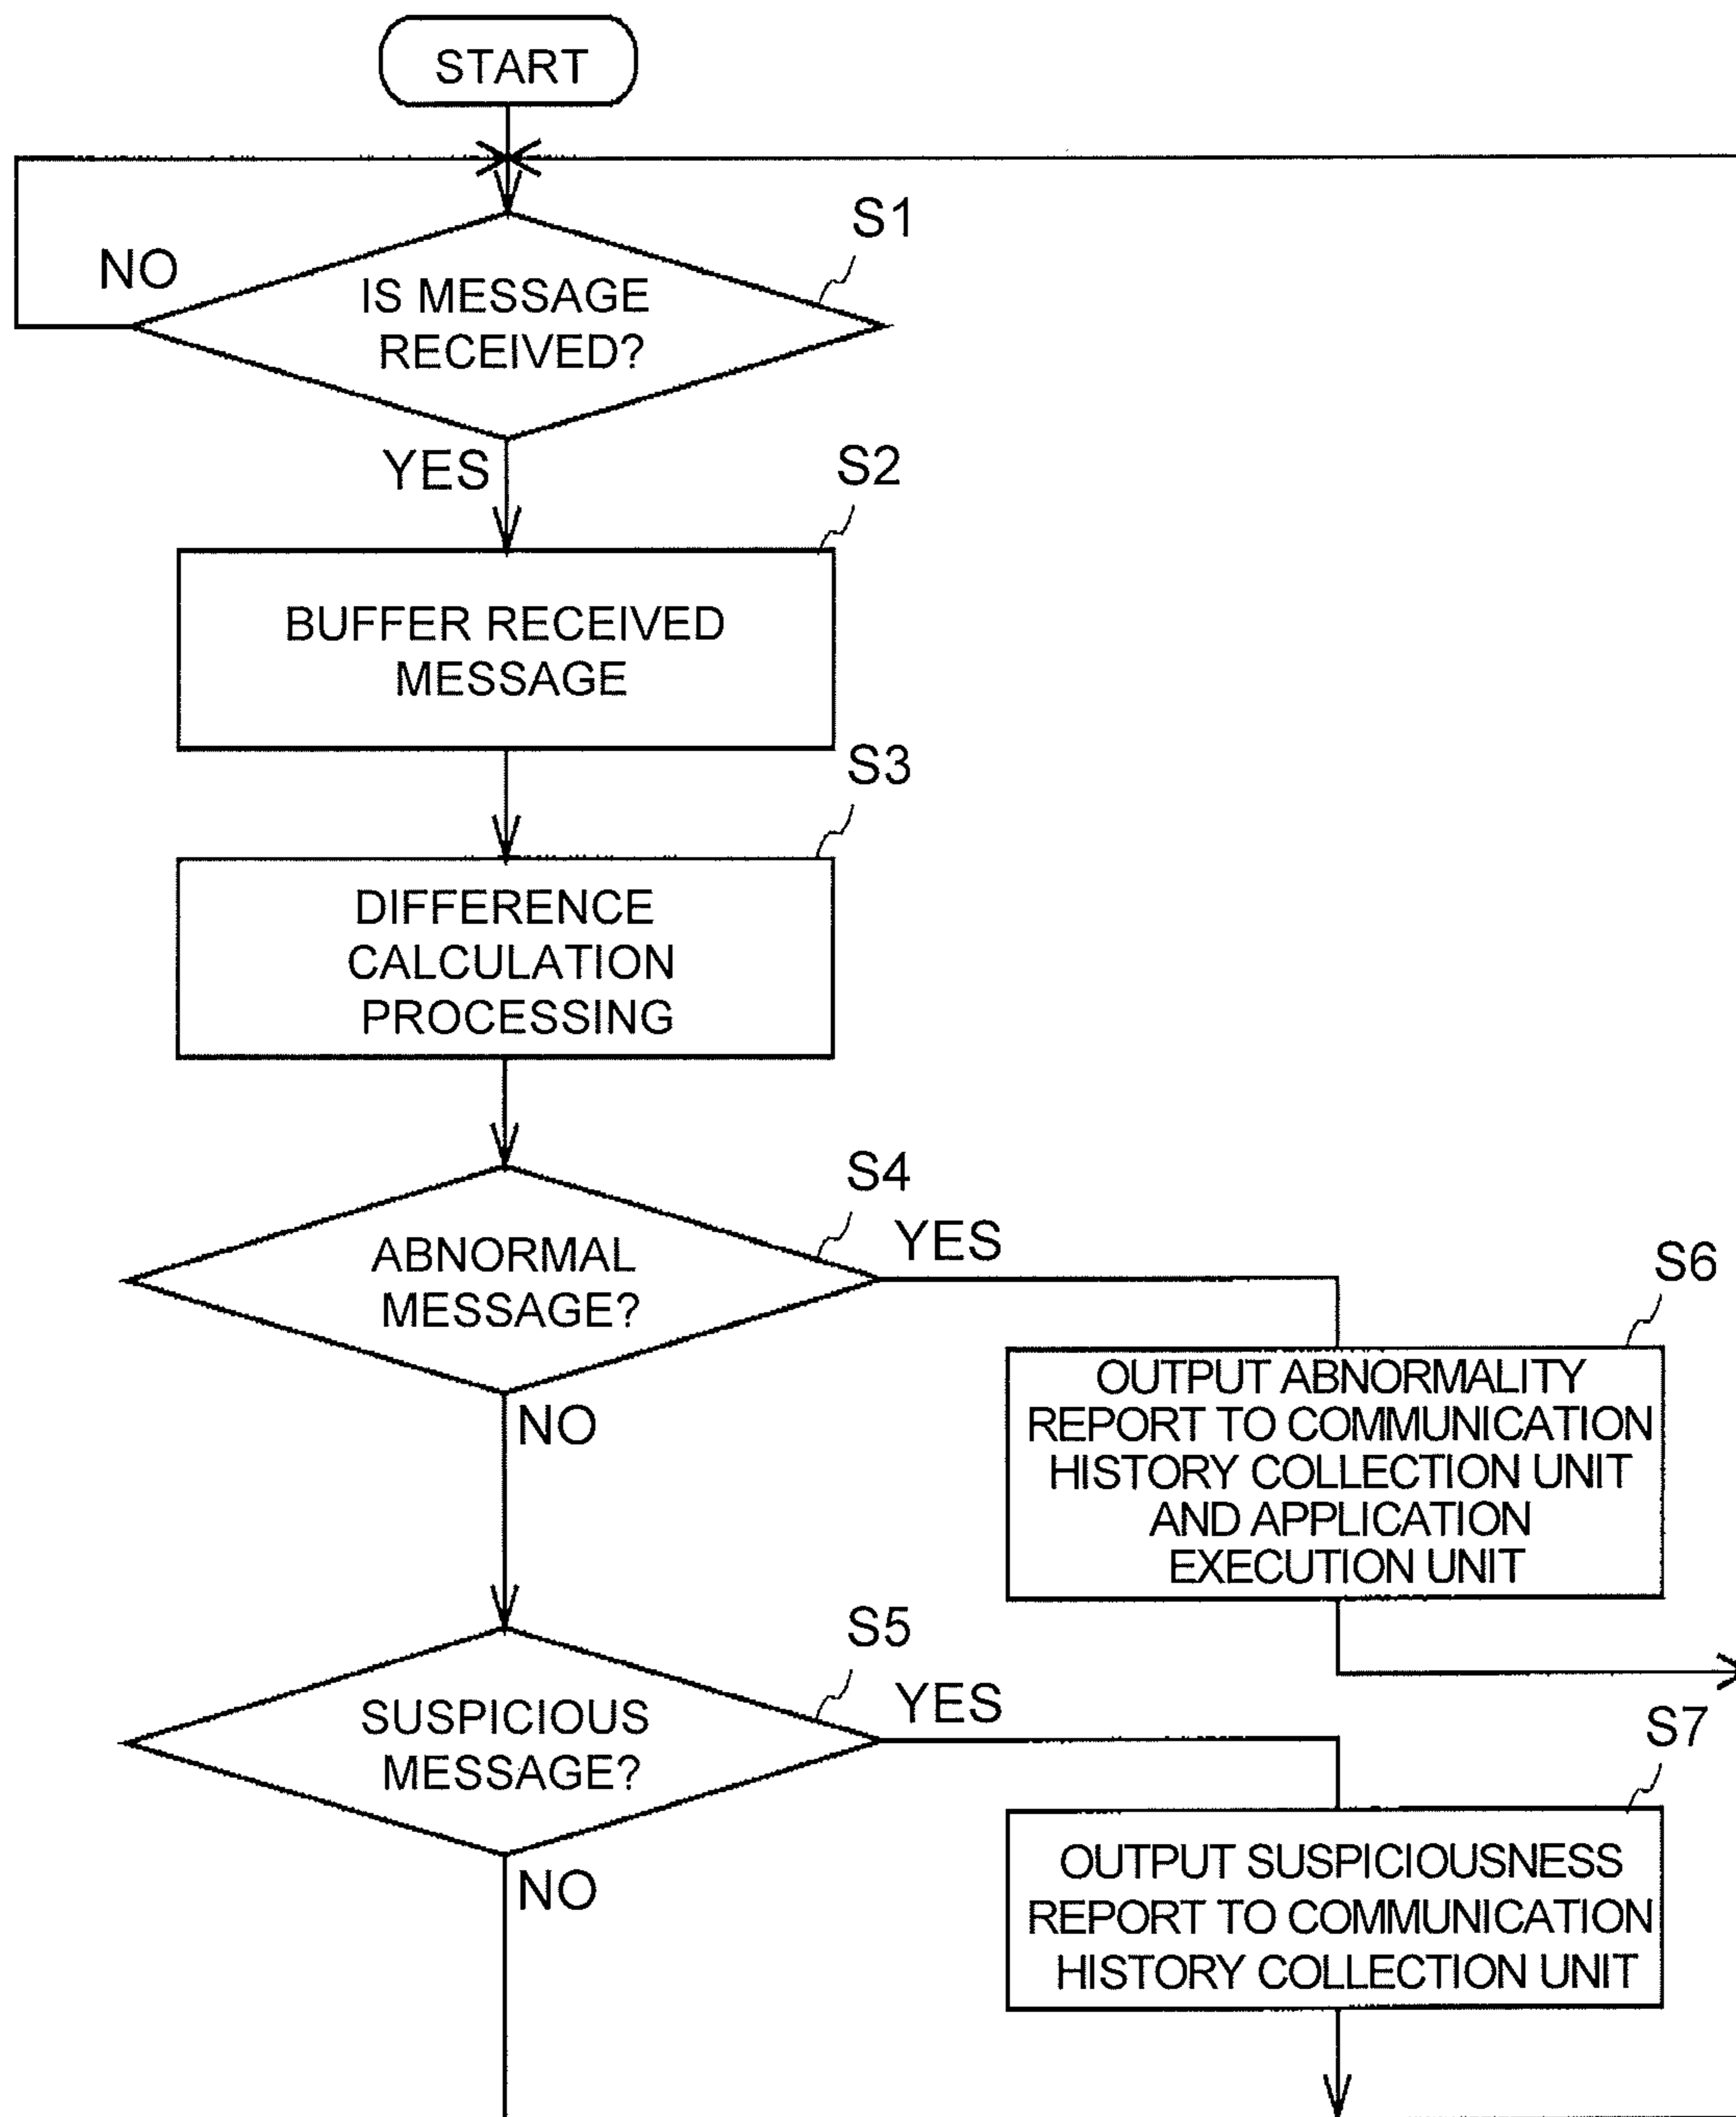 START
S1
NO
IS MESSAGE
RECEIVED?
YES
S2
BUFFER RECEIVED
MESSAGE
S3
DIFFERENCE
CALCULATION
PROCESSING
S4
ABNORMAL
MESSAGE?
YES
NO
S6
OUTPUT ABNORMALITY
REPORT TO COMMUNICATION
HISTORY COLLECTION UNIT
AND APPLICATION
EXECUTION UNIT
S5
SUSPICIOUS
MESSAGE?
YES
NO
S7
OUTPUT SUSPICIOUSNESS
REPORT TO COMMUNICATION
HISTORY COLLECTION UNIT